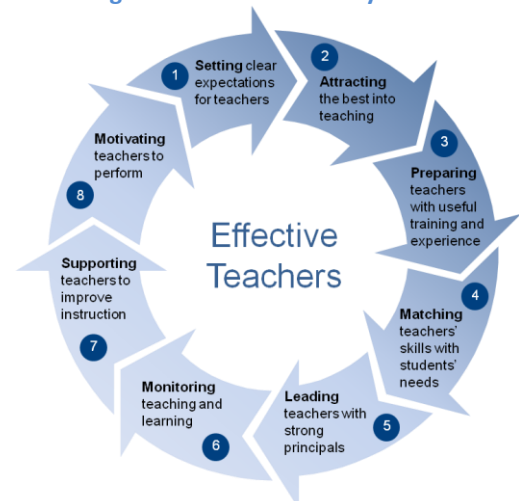 1
Setting clear
expectations
for teachers
2
Attracting
the best into
teaching
3
Preparing
teachers
with useful
training and
experience
4
Matching
teachers'
skills with
students'
needs
5
Leading
teachers with
strong
principals
6
Monitoring
teaching and
learning
7
Supporting
teachers to
improve
instruction
8
Motivating
teachers to
perform
Effective
Teachers